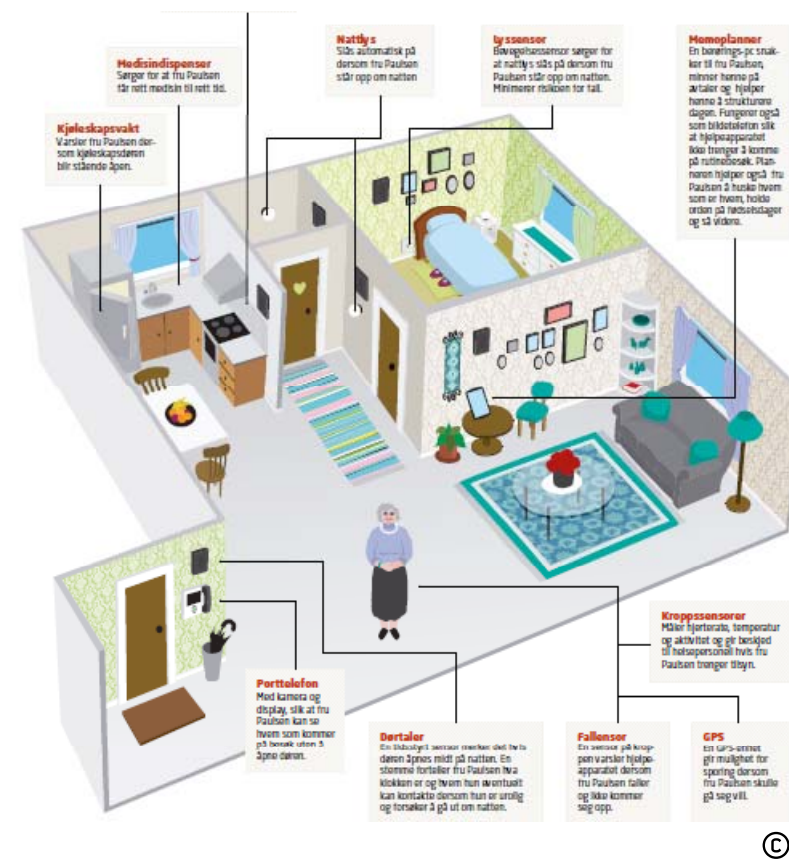 Nattlys
Slås automatisk på
dersom fru Paulsen
står opp om natten
Lyssensor
Bevegelsessensor sørger for
at nattlys slås på dersom fru
Paulsen står opp om natten.
Minimerer risikoen for fall.
Memoplanner
En berørings-pc snak-
ker til fru Paulsen,
minner henne på
avtaler og hjelper
henne å strukturere
dagen. Fungerer også
som bildetelefon slik
at hjelpeapparatet
ikke trenger å komme
på rutinebesøk. Plan-
neren hjelper også fru
Paulsen å huske hvem
som er hvem, holde
orden på fødselsdager
og så videre.
Medisindispenser
Sørger for at fru Paulsen
får rett medisin til rett tid.
Kjøleskapsvakt
Varsler fru Paulsen der-
som kjøleskapsdøren
blir stående åpen.
Kroppssensorer
Måler hjerterate, temperatur
og aktivitet og gir beskjed
til helsepersonell hvis fru
Paulsen trenger tilsyn.
Porttelefon
Med kamera og
display, slik at fru
Paulsen kan se
hvem som kommer
på besøk uten å
åpne døren.
Dørtaler
En tidsstyrt sensor merker det hvis
døren åpnes midt på natten. En
stemme forteller fru Paulsen hva
klokken er og hvem hun eventuelt
kan kontakte dersom hun er urolig
og forsøker å gå ut om natten.
Fallensor
En sensor på krop-
pen varsler hjelpe-
apparatet dersom
fru Paulsen faller
og ikke kommer
seg opp.
GPS
En GPS-enhet
gir mulighet for
sporing dersom
fru Paulsen skulle
gå seg vill.
©